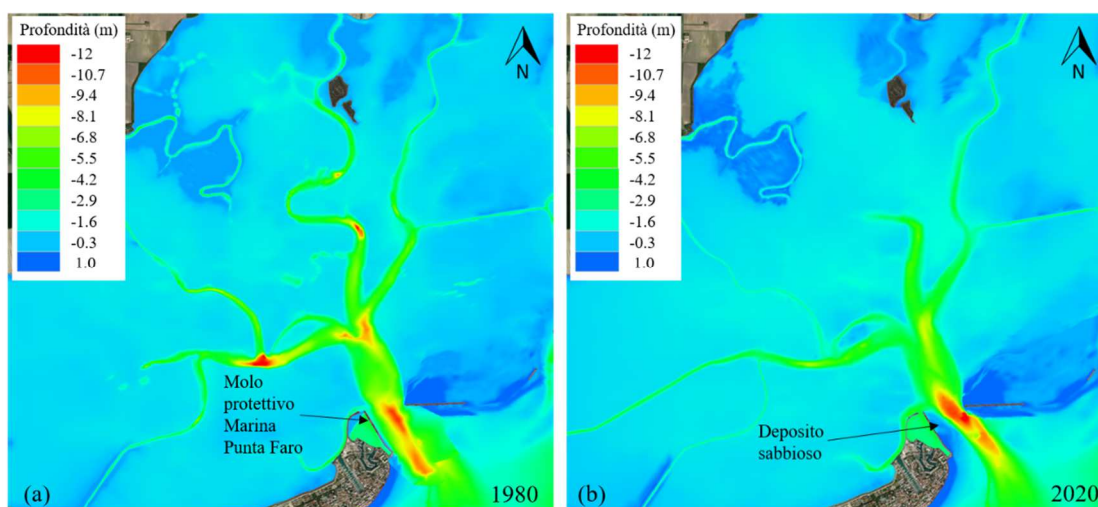 Profondità (m)
-12
-10.7
-9.4
-8.1
-6.8
-5.5
-4.2
-2.9
-1.6
-0.3
1.0
N
Molo
protettivo
Marina
Punta Faro
(a)
1980
Profondità (m)
-12
-10.7
-9.4
-8.1
-6.8
-5.5
-4.2
-2.9
-1.6
-0.3
1.0
N
Deposito
sabbioso
(b)
2020